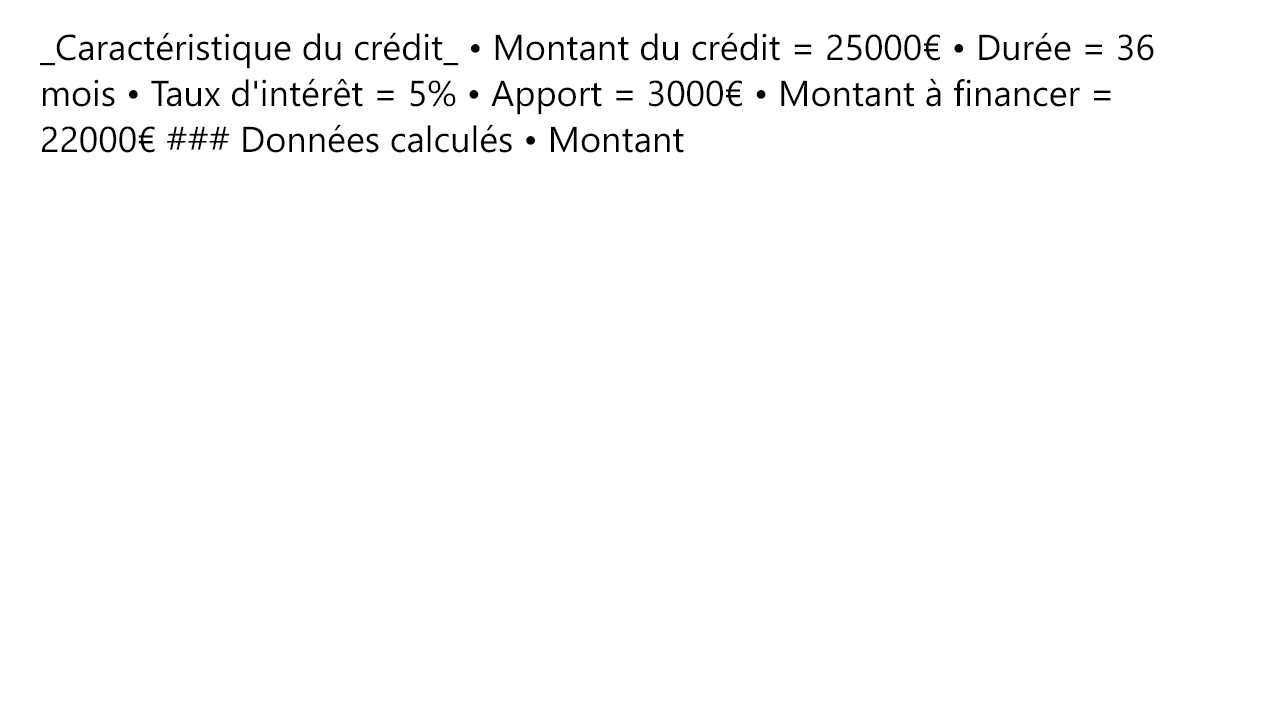 _Caractéristique du crédit_ • Montant du crédit = 25000€ • Durée = 36
mois • Taux d'intérêt = 5% • Apport = 3000€ • Montant à financer =
22000€ ### Données calculés • Montant